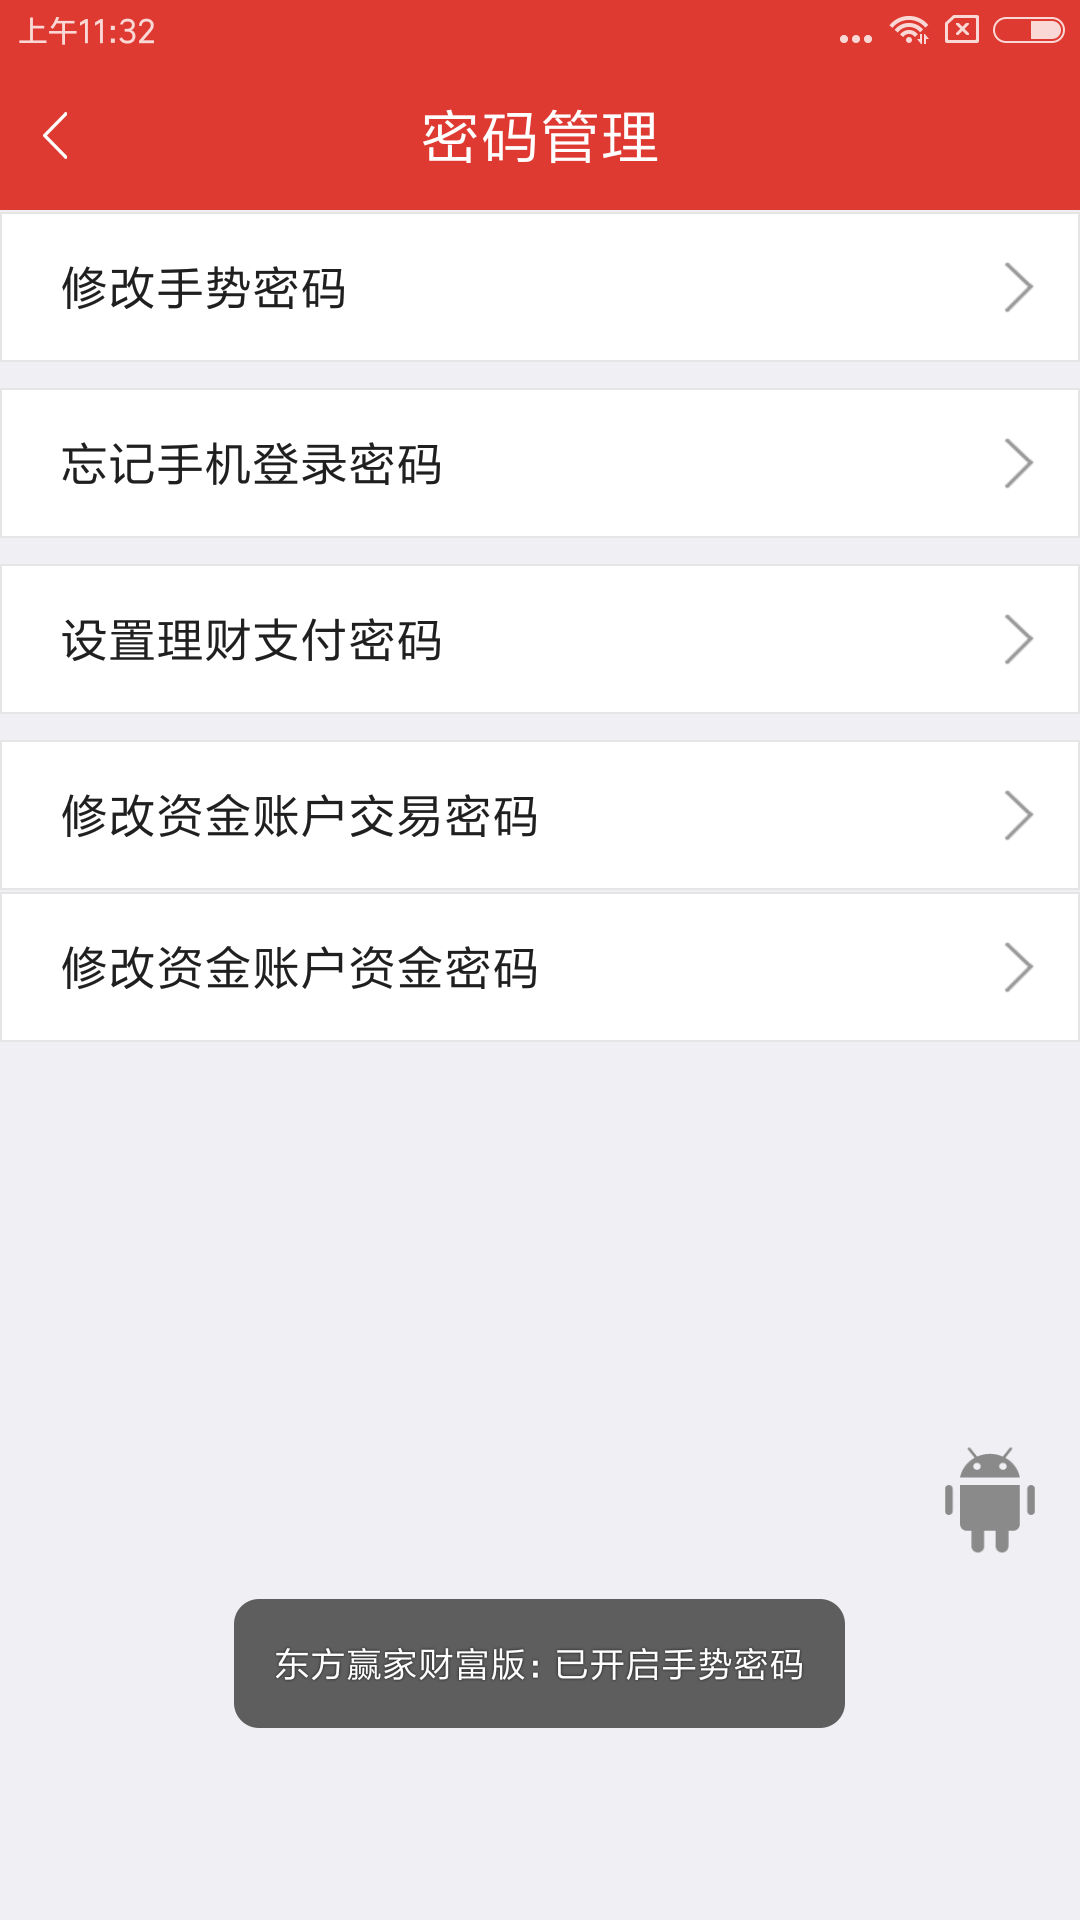 上午11:32
密码管理
修改手势密码
忘记手机登录密码
设置理财支付密码
修改资金账户交易密码
修改资金账户资金密码
东方赢家财富版：已开启手势密码